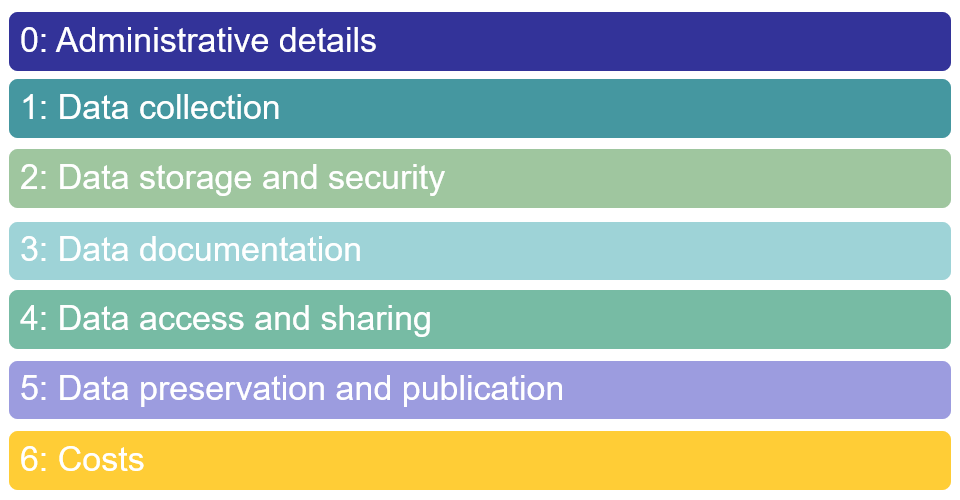 0: Administrative details
1: Data collection
2: Data storage and security
3: Data documentation
4: Data access and sharing
5: Data preservation and publication
6: Costs